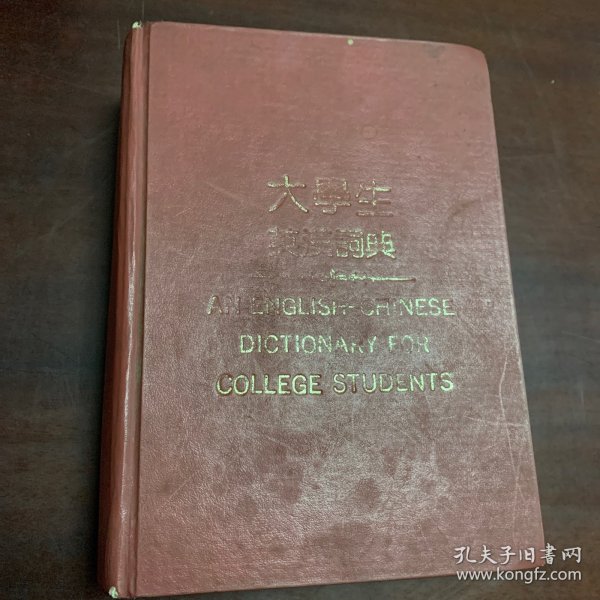 大學生
英漢詞典
AN ENGLISH-CHINESE
DICTIONARY FOR
COLLEGE STUDENTS
孔夫子旧书网
www.kongfz.com